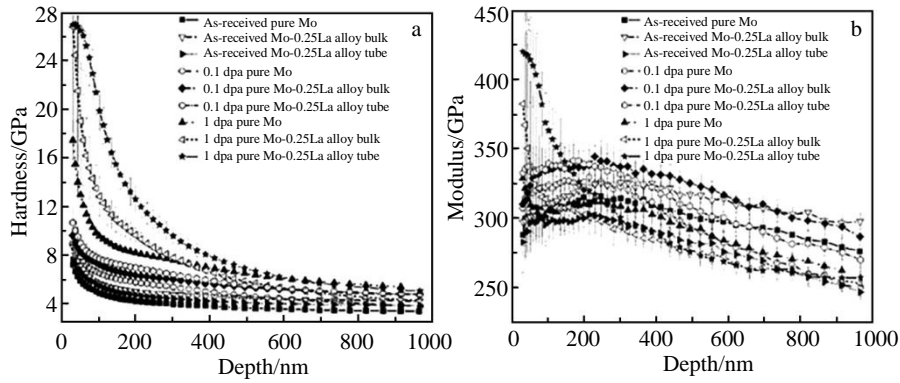 28
24
20
16
12
8
4
Hardness/GPa
a
As-received pure Mo
As-received Mo-0.25La alloy bulk
As-received Mo-0.25La alloy tube
0.1 dpa pure Mo
0.1 dpa pure Mo-0.25La alloy bulk
0.1 dpa pure Mo-0.25La alloy tube
1 dpa pure Mo
1 dpa pure Mo-0.25La alloy bulk
1 dpa pure Mo-0.25La alloy tube
0 200 400 600 800 1000
Depth/nm
450
400
350
300
250
Modulus/GPa
b
As-received pure Mo
As-received Mo-0.25La alloy bulk
As-received Mo-0.25La alloy tube
0.1 dpa pure Mo
0.1 dpa pure Mo-0.25La alloy bulk
0.1 dpa pure Mo-0.25La alloy tube
1 dpa pure Mo
1 dpa pure Mo-0.25La alloy bulk
1 dpa pure Mo-0.25La alloy tube
0 200 400 600 800 1000
Depth/nm